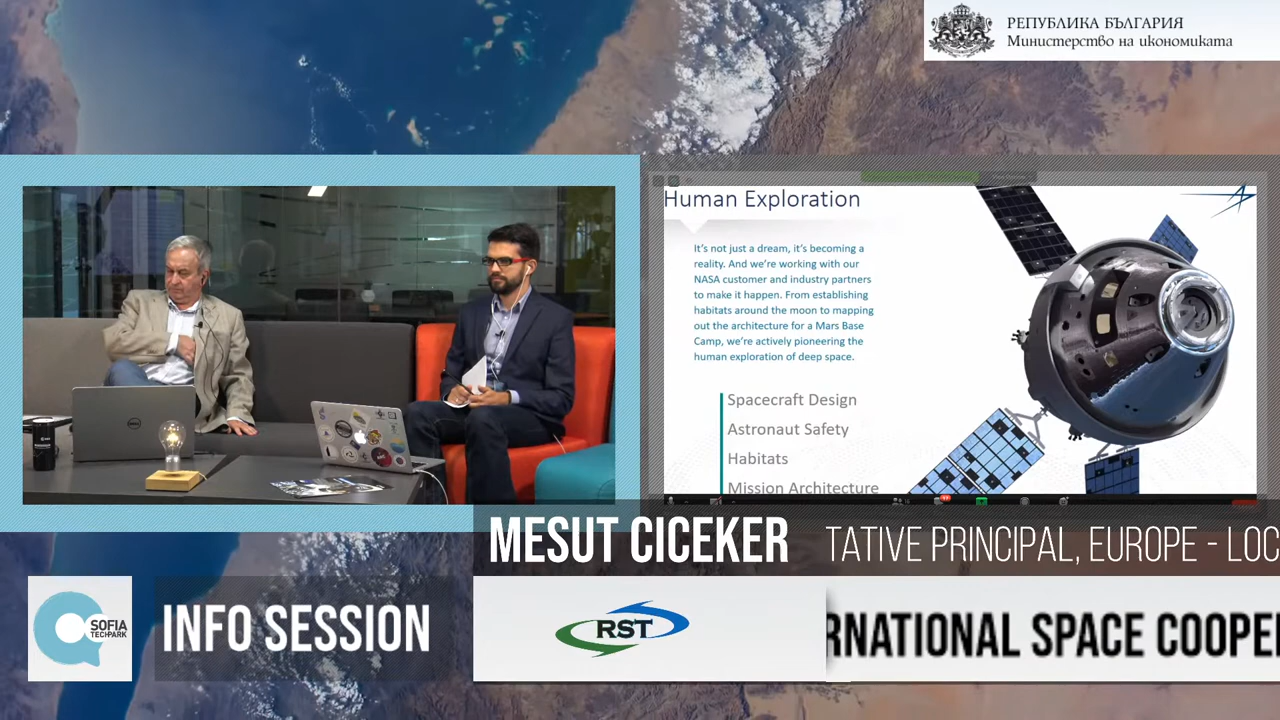 РЕПУБЛИКА БЪЛГАРИЯ
Министерство на икономиката
Human Exploration
It's not just a dream, it's becoming a
reality. And we're working with our
NASA customer and industry partners
to make it happen. From establishing
habitats around the moon to mapping
out the architecture for a Mars Base
Camp, we're actively pioneering the
human exploration of deep space.
Spacecraft Design
Astronaut Safety
Habitats
Mission Architecture
DELL
MESUT CICEKER
TATIVE PRINCIPAL, EUROPE - LOC
SOFIA
TECHPARK
INFO SESSION
RST
RNATIONAL SPACE COOPE